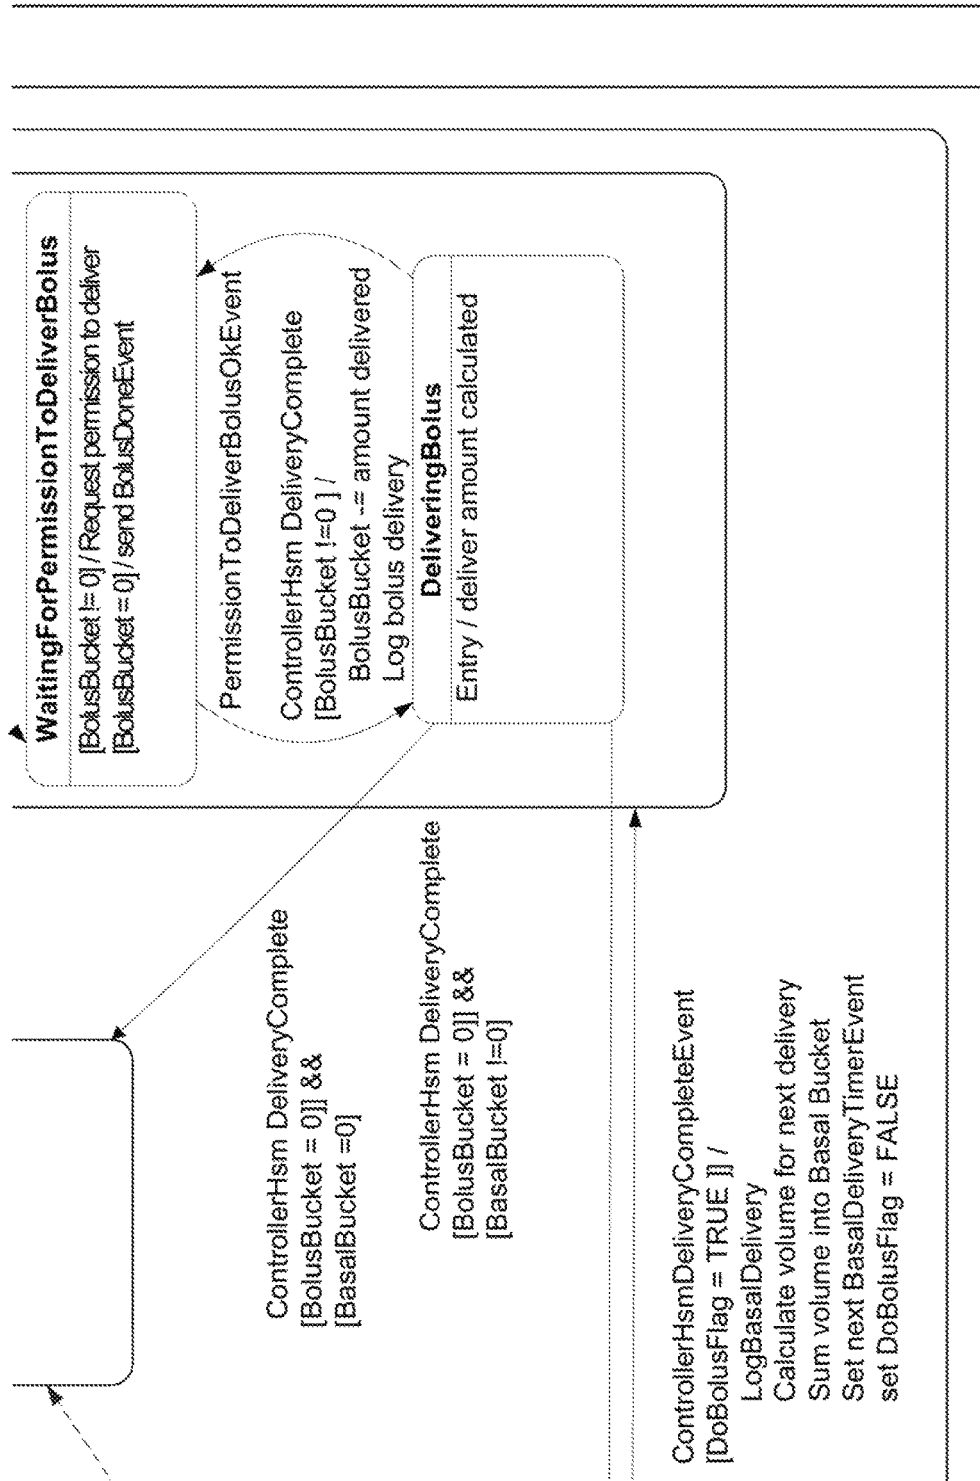 WaitingForPermissionToDeliverBolus
[BolusBucket != 0] / Request permission to deliver
[BolusBucket = 0] / send BolusDoneEvent
PermissionToDeliverBolusOkEvent
ControllerHsm DeliveryComplete
[BolusBucket !=0 ] /
BolusBucket -= amount delivered
Log bolus delivery
DeliveringBolus
Entry / deliver amount calculated
ControllerHsm DeliveryComplete
[BolusBucket = 0]] &&
[BasalBucket =0]
ControllerHsm DeliveryComplete
[BolusBucket = 0]] &&
[BasalBucket !=0]
ControllerHsmDeliveryCompleteEvent
[DoBolusFlag = TRUE ]] /
LogBasalDelivery
Calculate volume for next delivery
Sum volume into Basal Bucket
Set next BasalDeliveryTimerEvent
set DoBolusFlag = FALSE